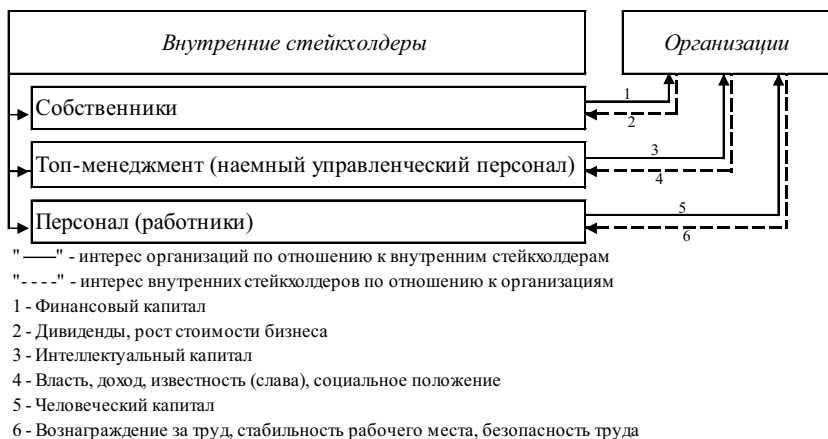 Внутренние стейкхолдеры
Организации
Собственники
1
2
Топ-менеджмент (наемный управленческий персонал)
3
4
Персонал (работники)
5
6
"——" - интерес организаций по отношению к внутренним стейкхолдерам
"- - - -" - интерес внутренних стейкхолдеров по отношению к организациям
1 - Финансовый капитал
2 - Дивиденды, рост стоимости бизнеса
3 - Интеллектуальный капитал
4 - Власть, доход, известность (слава), социальное положение
5 - Человеческий капитал
6 - Вознаграждение за труд, стабильность рабочего места, безопасность труда